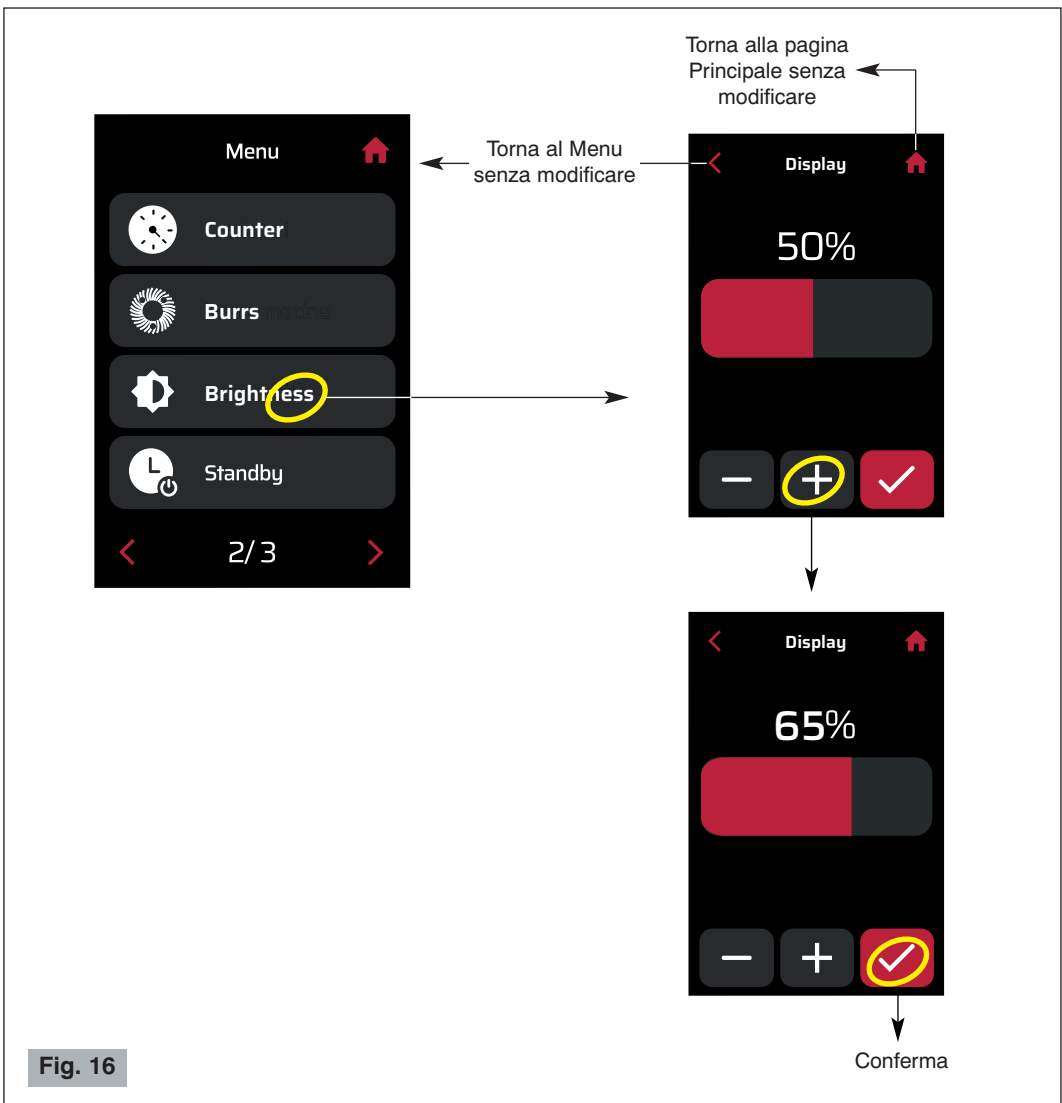 Torna alla pagina
Principale senza
modificare
Menu
Torna al Menu
senza modificare
Display
Counter
50%
Burrs macine
Brightness
Standby
2/3
Display
65%
Conferma
Fig. 16